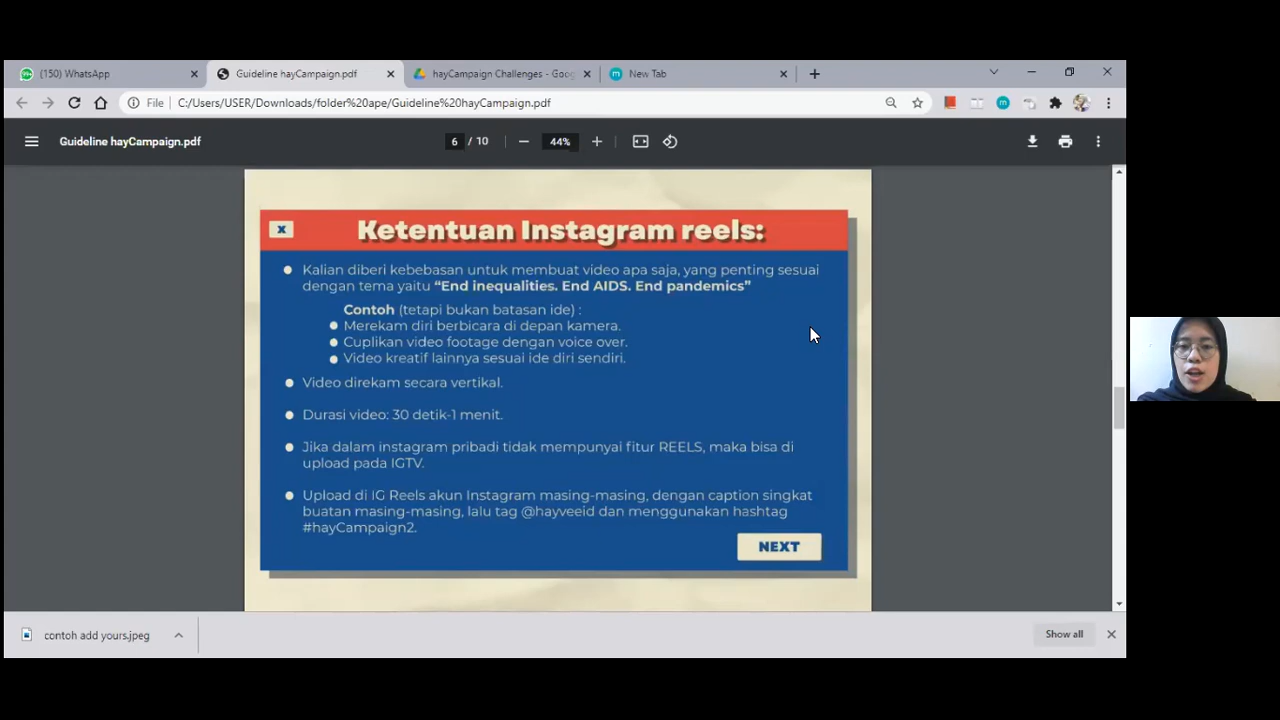 (150) WhatsApp
Guideline hayCampaign.pdf
hayCampaign Challenges - Goog
New Tab
File
C:/Users/USER/Downloads/folder%20ape/Guideline%20hayCampaign.pdf
Guideline hayCampaign.pdf
6 / 10
44%
x
Ketentuan Instagram reels:
Kalian diberi kebebasan untuk membuat video apa saja, yang penting sesuai
dengan tema yaitu “End inequalities. End AIDS. End pandemics”
Contoh (tetapi bukan batasan ide) :
Merekam diri berbicara di depan kamera.
Cuplikan video footage dengan voice over.
Video kreatif lainnya sesuai ide diri sendiri.
Video direkam secara vertikal.
Durasi video: 30 detik-1 menit.
Jika dalam instagram pribadi tidak mempunyai fitur REELS, maka bisa di
upload pada IGTV.
Upload di IG Reels akun Instagram masing-masing, dengan caption singkat
buatan masing-masing, lalu tag @hayveeid dan menggunakan hashtag
#hayCampaign2.
NEXT
contoh add yours.jpeg
Show all